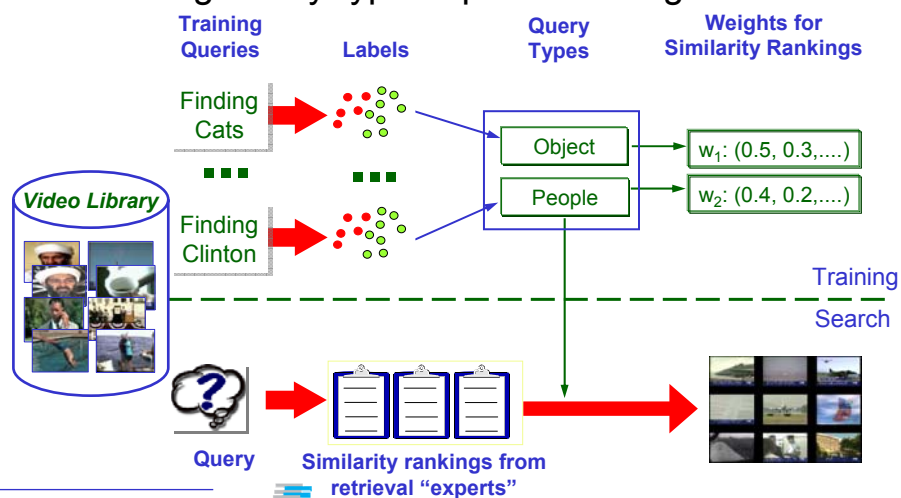 Training Queries
Labels
Query Types
Weights for Similarity Rankings
Finding Cats
Object
w1: (0.5, 0.3,....)
People
w2: (0.4, 0.2,....)
Video Library
Finding Clinton
Training
Search
?
Query
Similarity rankings from
retrieval “experts”